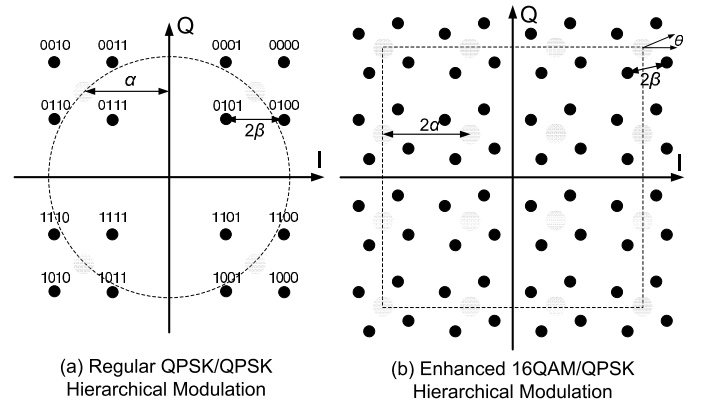 Q
0010 0011 0001 0000
α
0110 0111 0101 0100
2β
I
1110 1111 1101 1100
1010 1011 1001 1000
(a) Regular QPSK/QPSK
Hierarchical Modulation
Q
θ
2β
2α
I
(b) Enhanced 16QAM/QPSK
Hierarchical Modulation